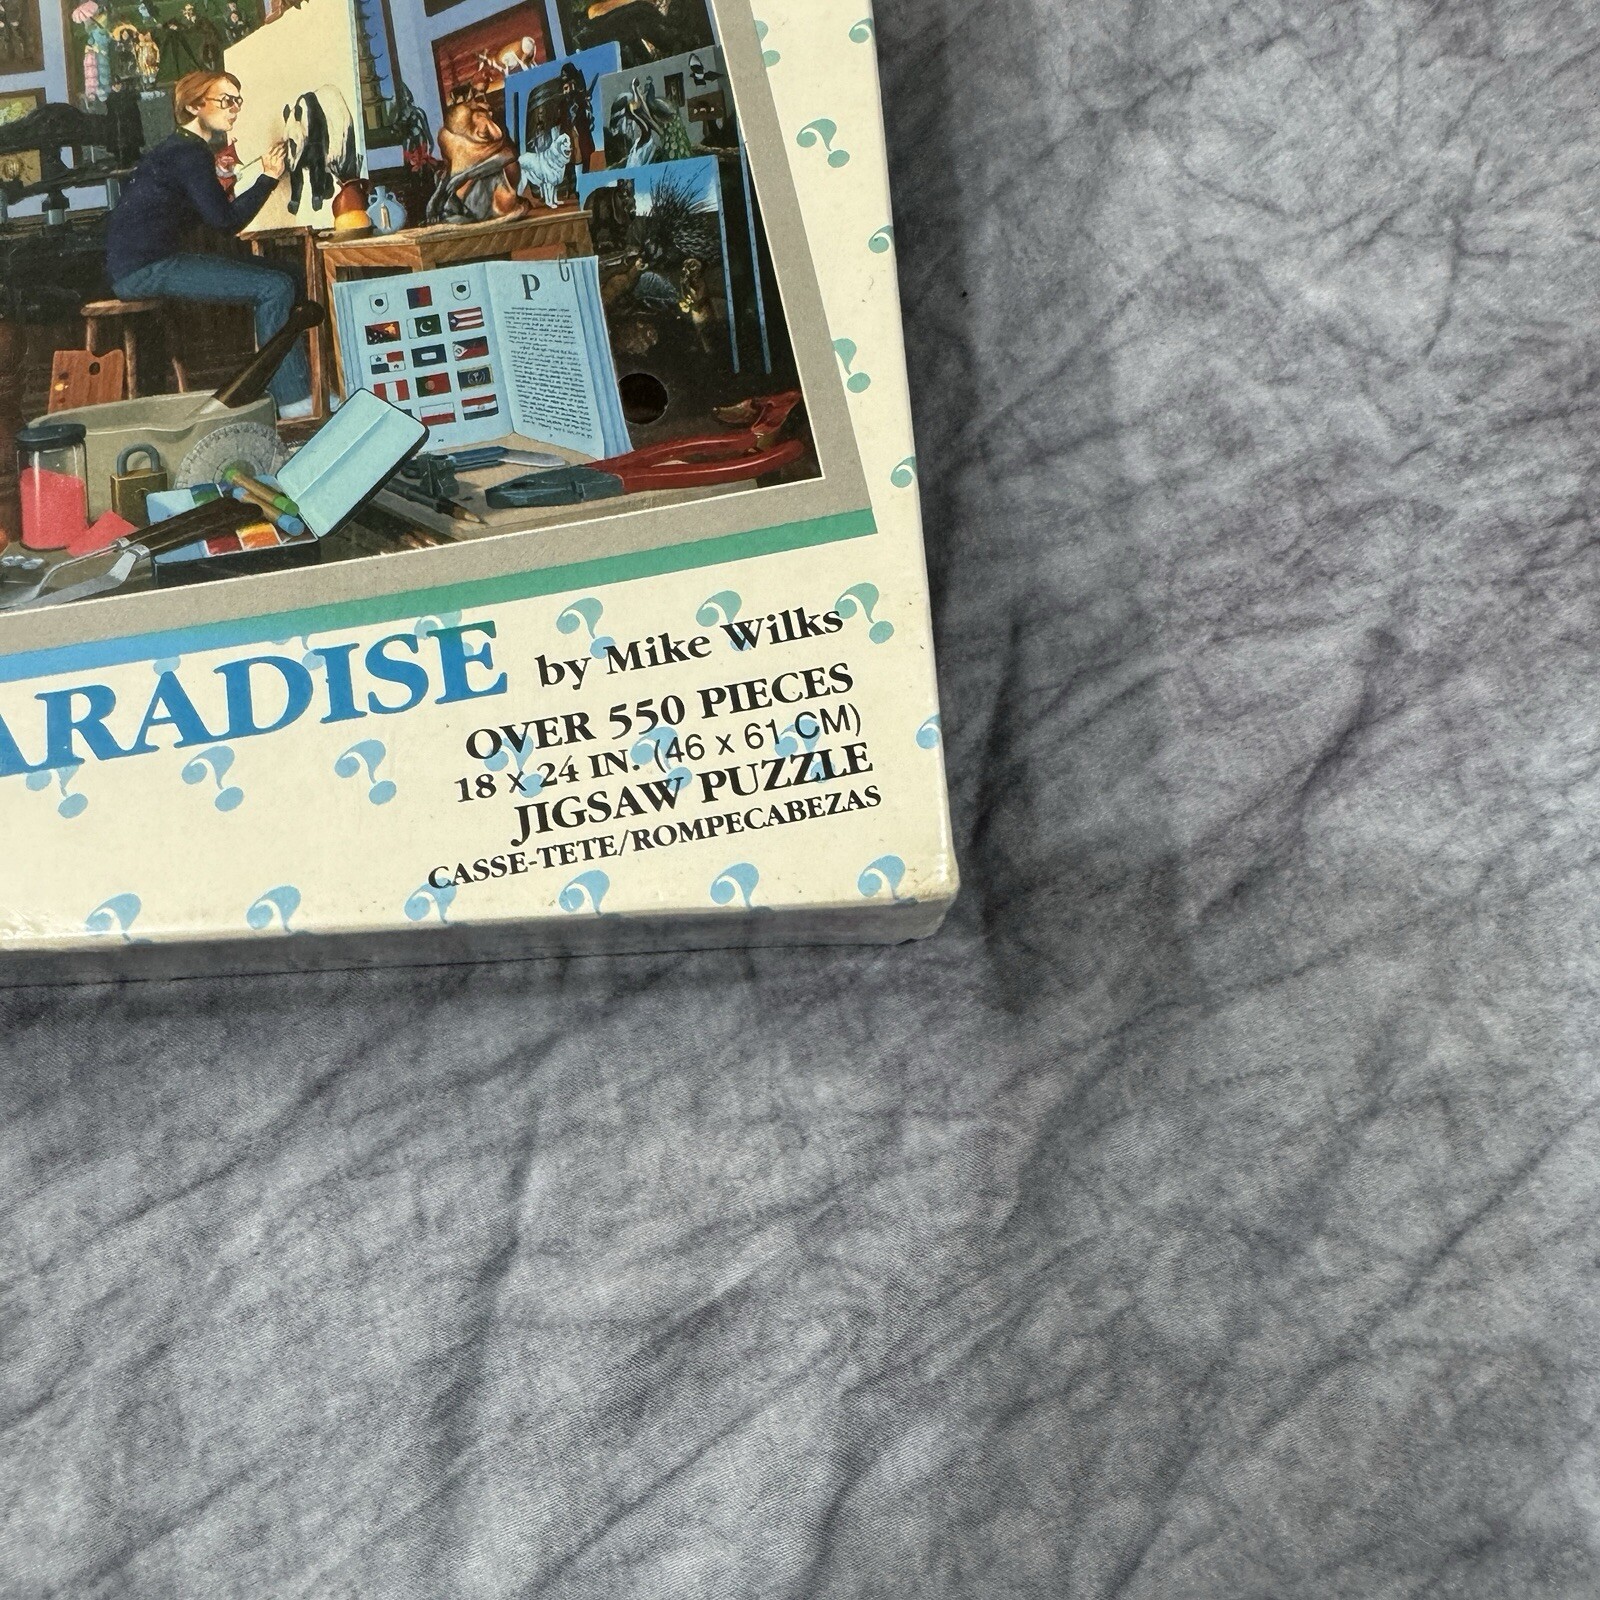 P
ARADISE by Mike Wilks
OVER 550 PIECES
18 x 24 IN. (46 x 61 CM)
JIGSAW PUZZLE
CASSE-TETE/ROMPECABEZAS